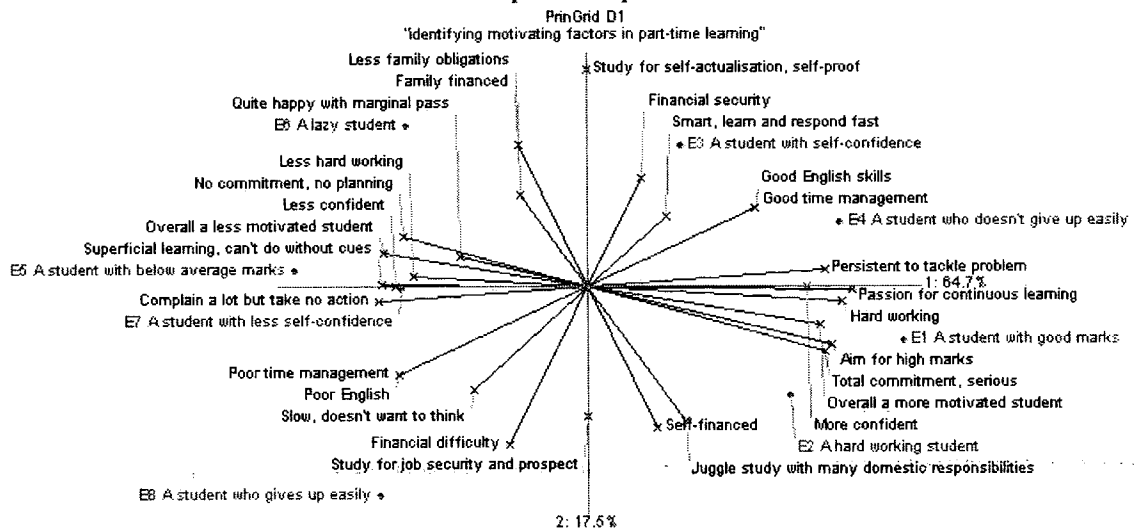 PrinGrid D1
"Identifying motivating factors in part-time learning"
Less family obligations
Study for self-actualisation, self-proof
Family financed
Quite happy with marginal pass
Financial security
E6 A lazy student
Smart, learn and respond fast
E3 A student with self-confidence
Less hard working
Good English skills
No commitment, no planning
Good time management
Less confident
E4 A student who doesn't give up easily
Overall a less motivated student
Superficial learning, can't do without cues
E5 A student with below average marks
Persistent to tackle problem
1: 64.7%
Complain a lot but take no action
Passion for continuous learning
E7 A student with less self-confidence
Hard working
E1 A student with good marks
Aim for high marks
Poor time management
Total commitment, serious
Poor English
Overall a more motivated student
Slow, doesn't want to think
Self-financed
More confident
Financial difficulty
E2 A hard working student
Study for job security and prospect
Juggle study with many domestic responsibilities
E8 A student who gives up easily
2: 17.5%